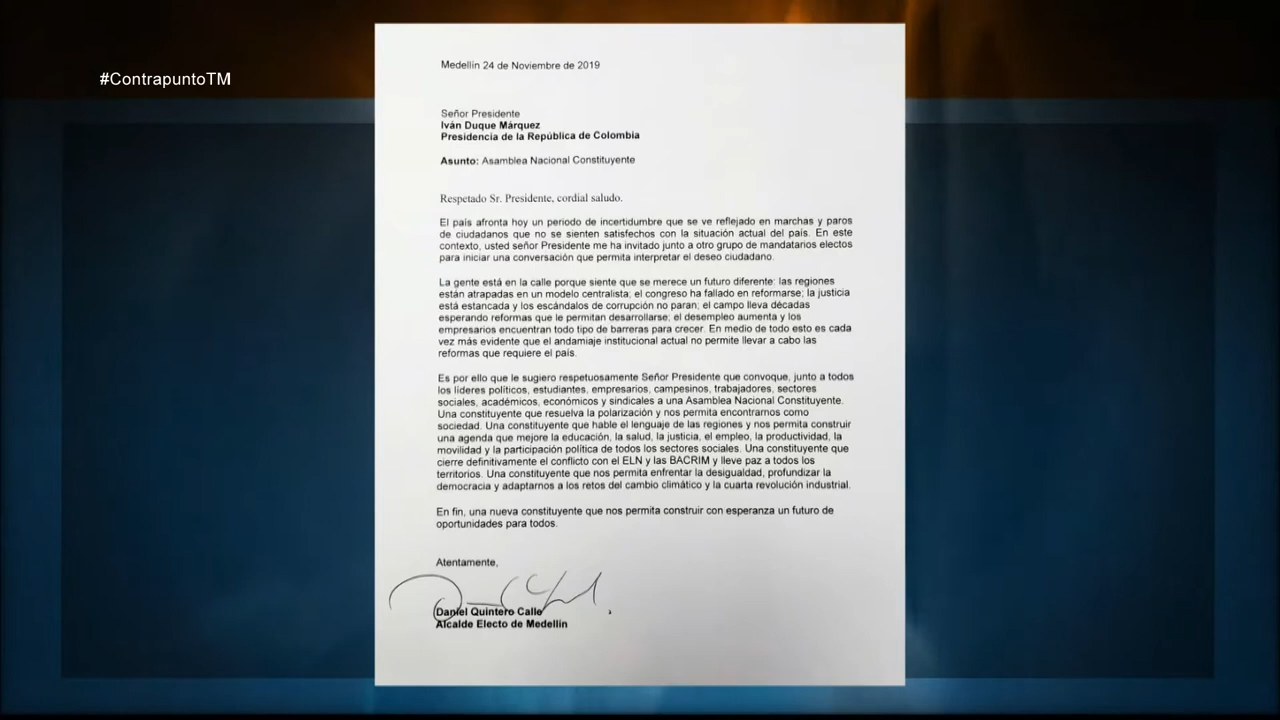 #ContrapuntoTM
Medellín 24 de Noviembre de 2019
Señor Presidente
Iván Duque Márquez
Presidencia de la República de Colombia
Asunto: Asamblea Nacional Constituyente
Respetado Sr. Presidente, cordial saludo.
El país afronta hoy un periodo de incertidumbre que se ve reflejado en marchas y paros
de ciudadanos que no se sienten satisfechos con la situación actual del país. En este
contexto, usted señor Presidente me ha invitado junto a otro grupo de mandatarios electos
para iniciar una conversación que permita interpretar el deseo ciudadano.
La gente está en la calle porque siente que se merece un futuro diferente: las regiones
están atrapadas en un modelo centralista; el congreso ha fallado en reformarse; la justicia
está estancada y los escándalos de corrupción no paran; el campo lleva décadas
esperando reformas que le permitan desarrollarse; el desempleo aumenta y los
empresarios encuentran todo tipo de barreras para crecer. En medio de todo esto es cada
vez más evidente que el andamiaje institucional actual no permite llevar a cabo las
reformas que requiere el país.
Es por ello que le sugiero respetuosamente Señor Presidente que convoque, junto a todos
los líderes políticos, estudiantes, empresarios, campesinos, trabajadores, sectores
sociales, académicos, económicos y sindicales a una Asamblea Nacional Constituyente.
Una constituyente que resuelva la polarización y nos permita encontrarnos como
sociedad. Una constituyente que hable el lenguaje de las regiones y nos permita construir
una agenda que mejore la educación, la salud, la justicia, el empleo, la productividad, la
movilidad y la participación política de todos los sectores sociales. Una constituyente que
cierre definitivamente el conflicto con el ELN y las BACRIM y lleve paz a todos los
territorios. Una constituyente que nos permita enfrentar la desigualdad, profundizar la
democracia y adaptarnos a los retos del cambio climático y la cuarta revolución industrial.
En fin, una nueva constituyente que nos permita construir con esperanza un futuro de
oportunidades para todos.
Atentamente,
Daniel Quintero Calle
Alcalde Electo de Medellín